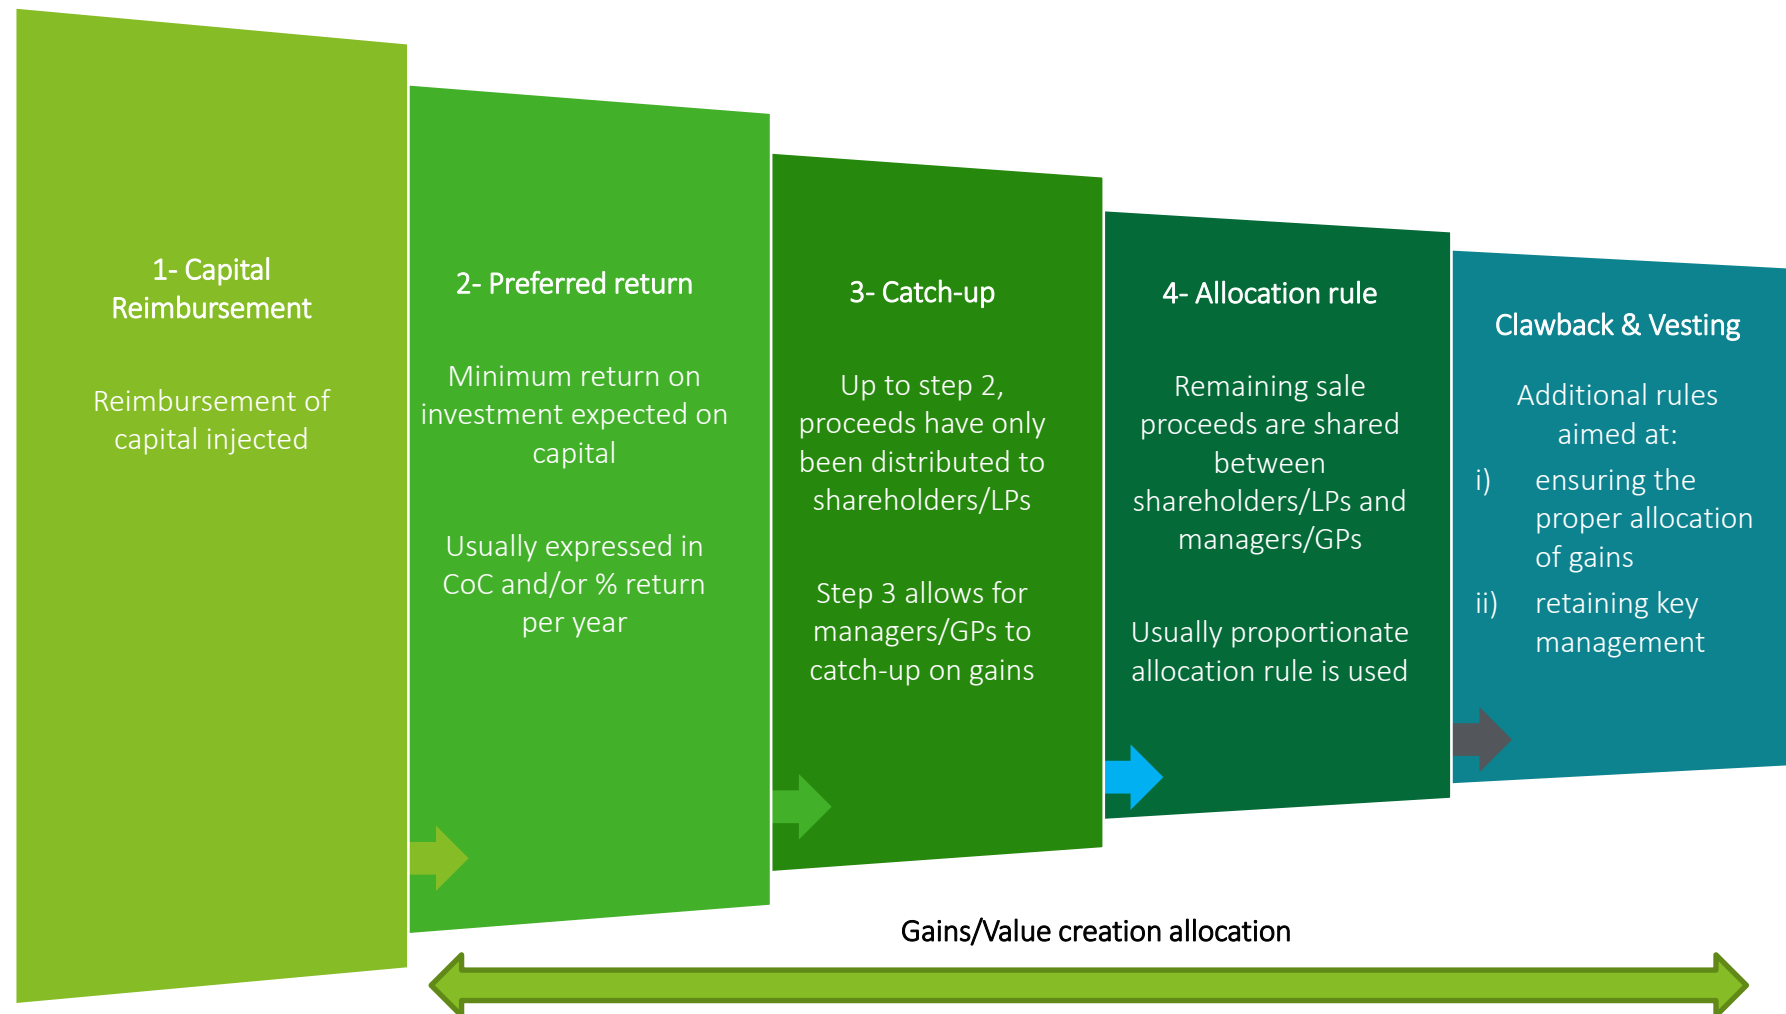 1- Capital
Reimbursement
Reimbursement of
capital injected
2- Preferred return
Minimum return on
investment expected on
capital
Usually expressed in
CoC and/or % return
per year
3- Catch-up
Up to step 2,
proceeds have only
been distributed to
shareholders/LPs
Step 3 allows for
managers/GPs to
catch-up on gains
4- Allocation rule
Remaining sale
proceeds are shared
between
shareholders/LPs and
managers/GPs
Usually proportionate
allocation rule is used
Clawback & Vesting
Additional rules
aimed at:
i) ensuring the
proper allocation
of gains
ii) retaining key
management
Gains/Value creation allocation